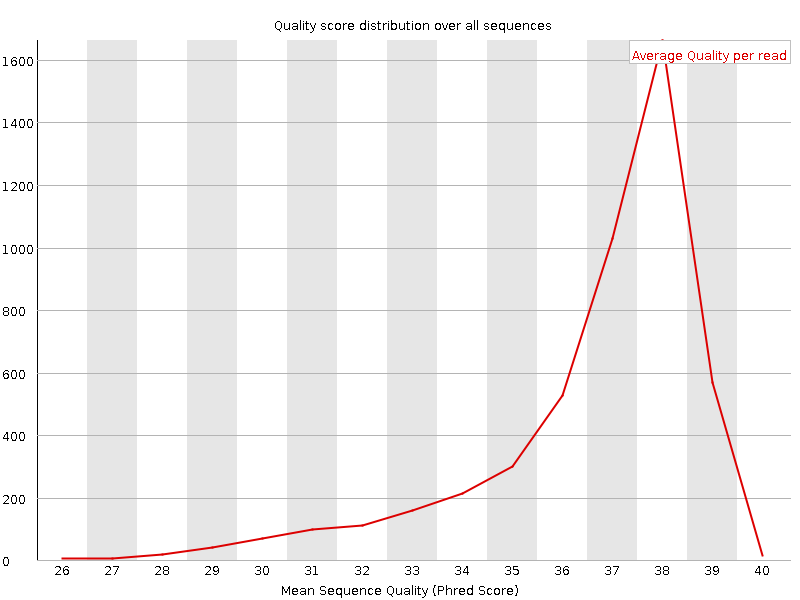 Quality score distribution over all sequences
Average Quality per read
1600
1400
1200
1000
800
600
400
200
0
26 27 28 29 30 31 32 33 34 35 36 37 38 39 40
Mean Sequence Quality (Phred Score)